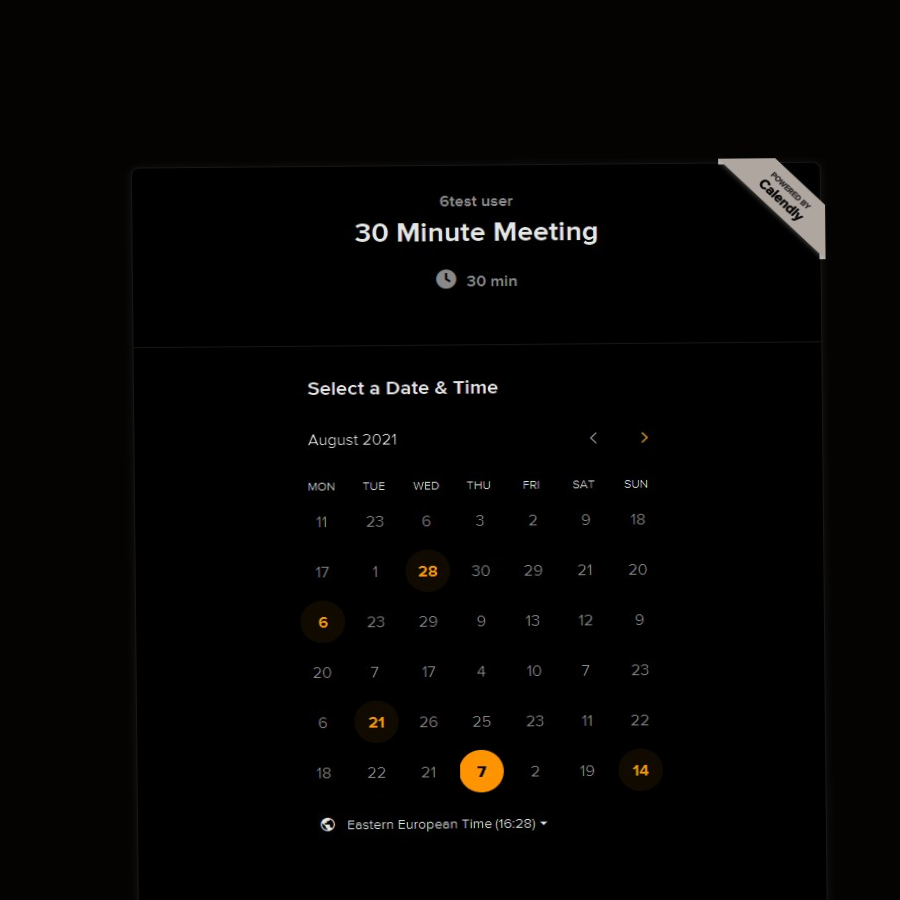 POWERED BY
Calendly
6test user
30 Minute Meeting
30 min
Select a Date & Time
August 2021
MON TUE WED THU FRI SAT SUN
11 23 6 3 2 9 18
17 1 28 30 29 21 20
6 23 29 9 13 12 9
20 7 17 4 10 7 23
6 21 26 25 23 11 22
18 22 21 7 2 19 14
Eastern European Time (16:28)